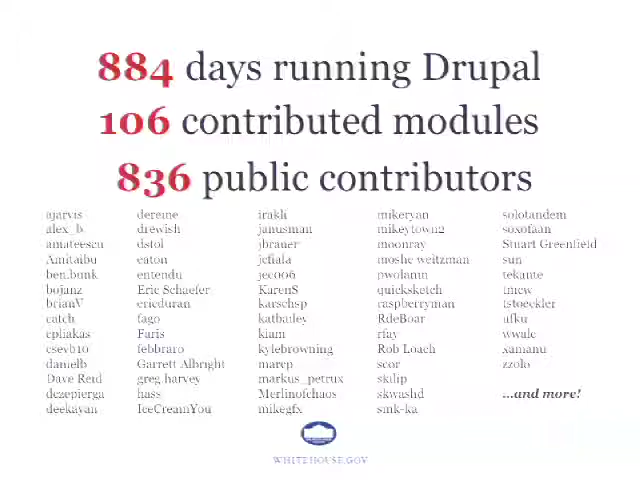 884 days running Drupal
106 contributed modules
836 public contributors
ajarvis
alex_b
amateescu
Amitaibu
ben.bunk
bojanz
brianV
catch
cpliakas
csevb10
danielb
Dave Reid
dczepierga
deekayan
dereine
drewish
dstol
eaton
entendu
Eric Schaefer
ericduran
fago
Faris
febbraro
Garrett Albright
greg.harvey
hass
IceCreamYou
irakli
janusman
jbrauer
jcfiala
jec006
KarenS
karschsp
katbailey
kiam
kylebrowning
marcp
markus_petrux
Merlinofchaos
mikegfx
mikeryan
mikeytown2
moonray
moshe weitzman
pwolanin
quicksketch
raspberryman
RdeBoar
rfay
Rob Loach
scor
skilip
skwashd
smk-ka
solotandem
soxofaan
Stuart Greenfield
sun
tekante
tmcw
tstoeckler
ufku
wwalc
xamanu
zzolo
...and more!
WHITEHOUSE.GOV